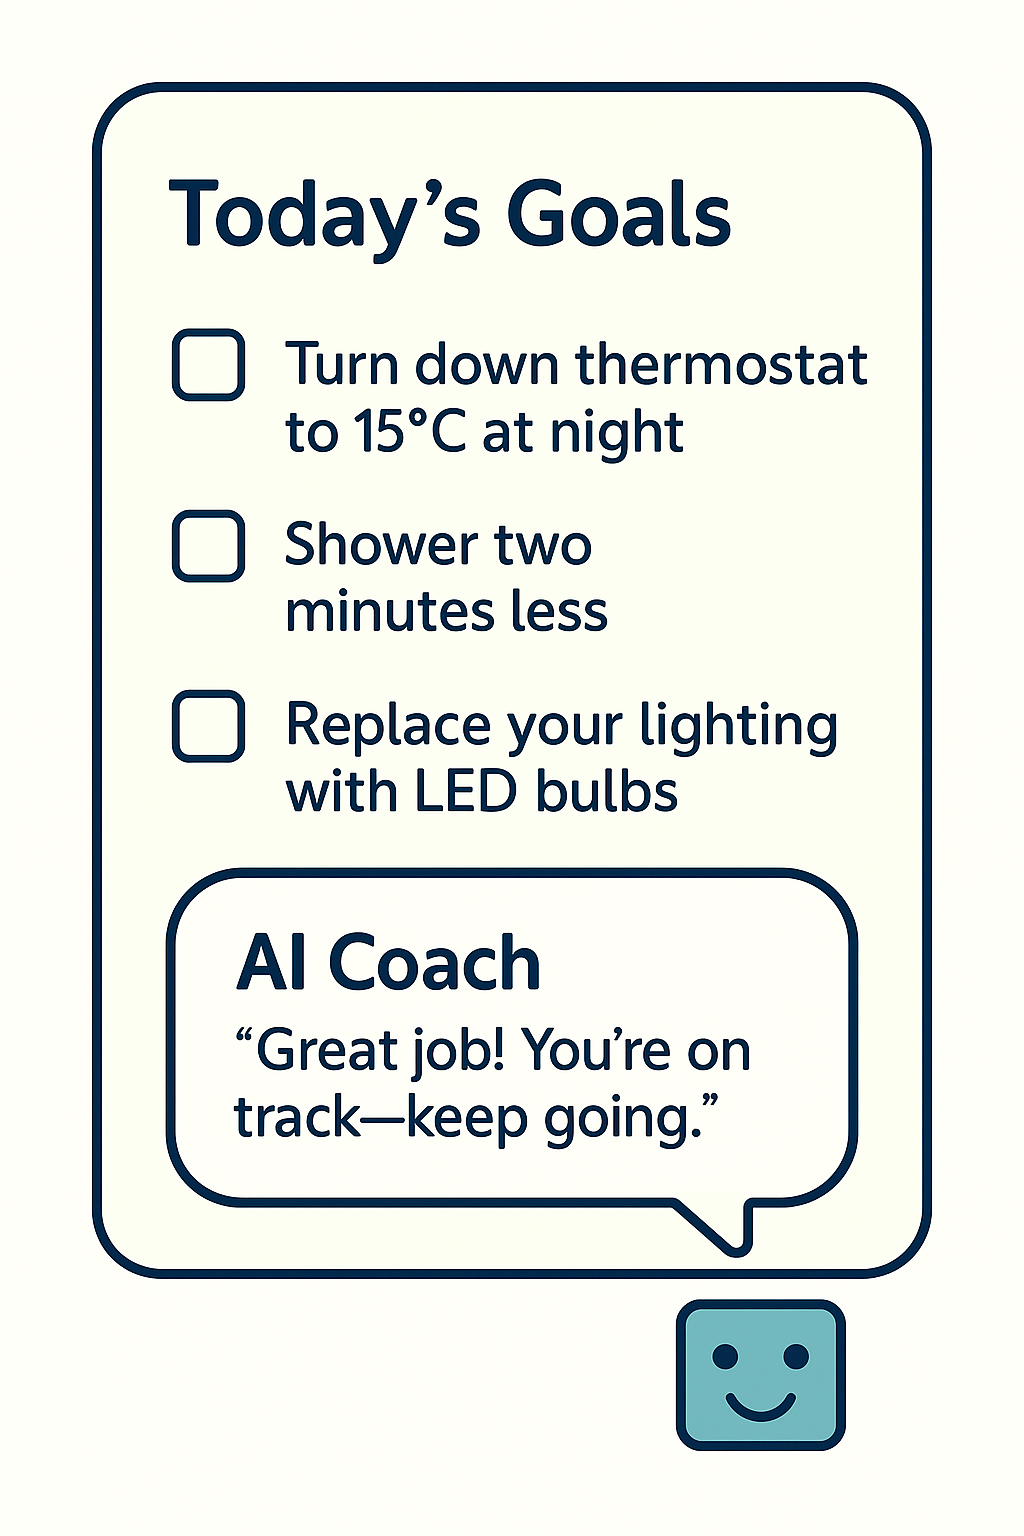 Today’s Goals
Turn down thermostat
to 15°C at night
Shower two
minutes less
Replace your lighting
with LED bulbs
AI Coach
“Great job! You’re on
track—keep going.”